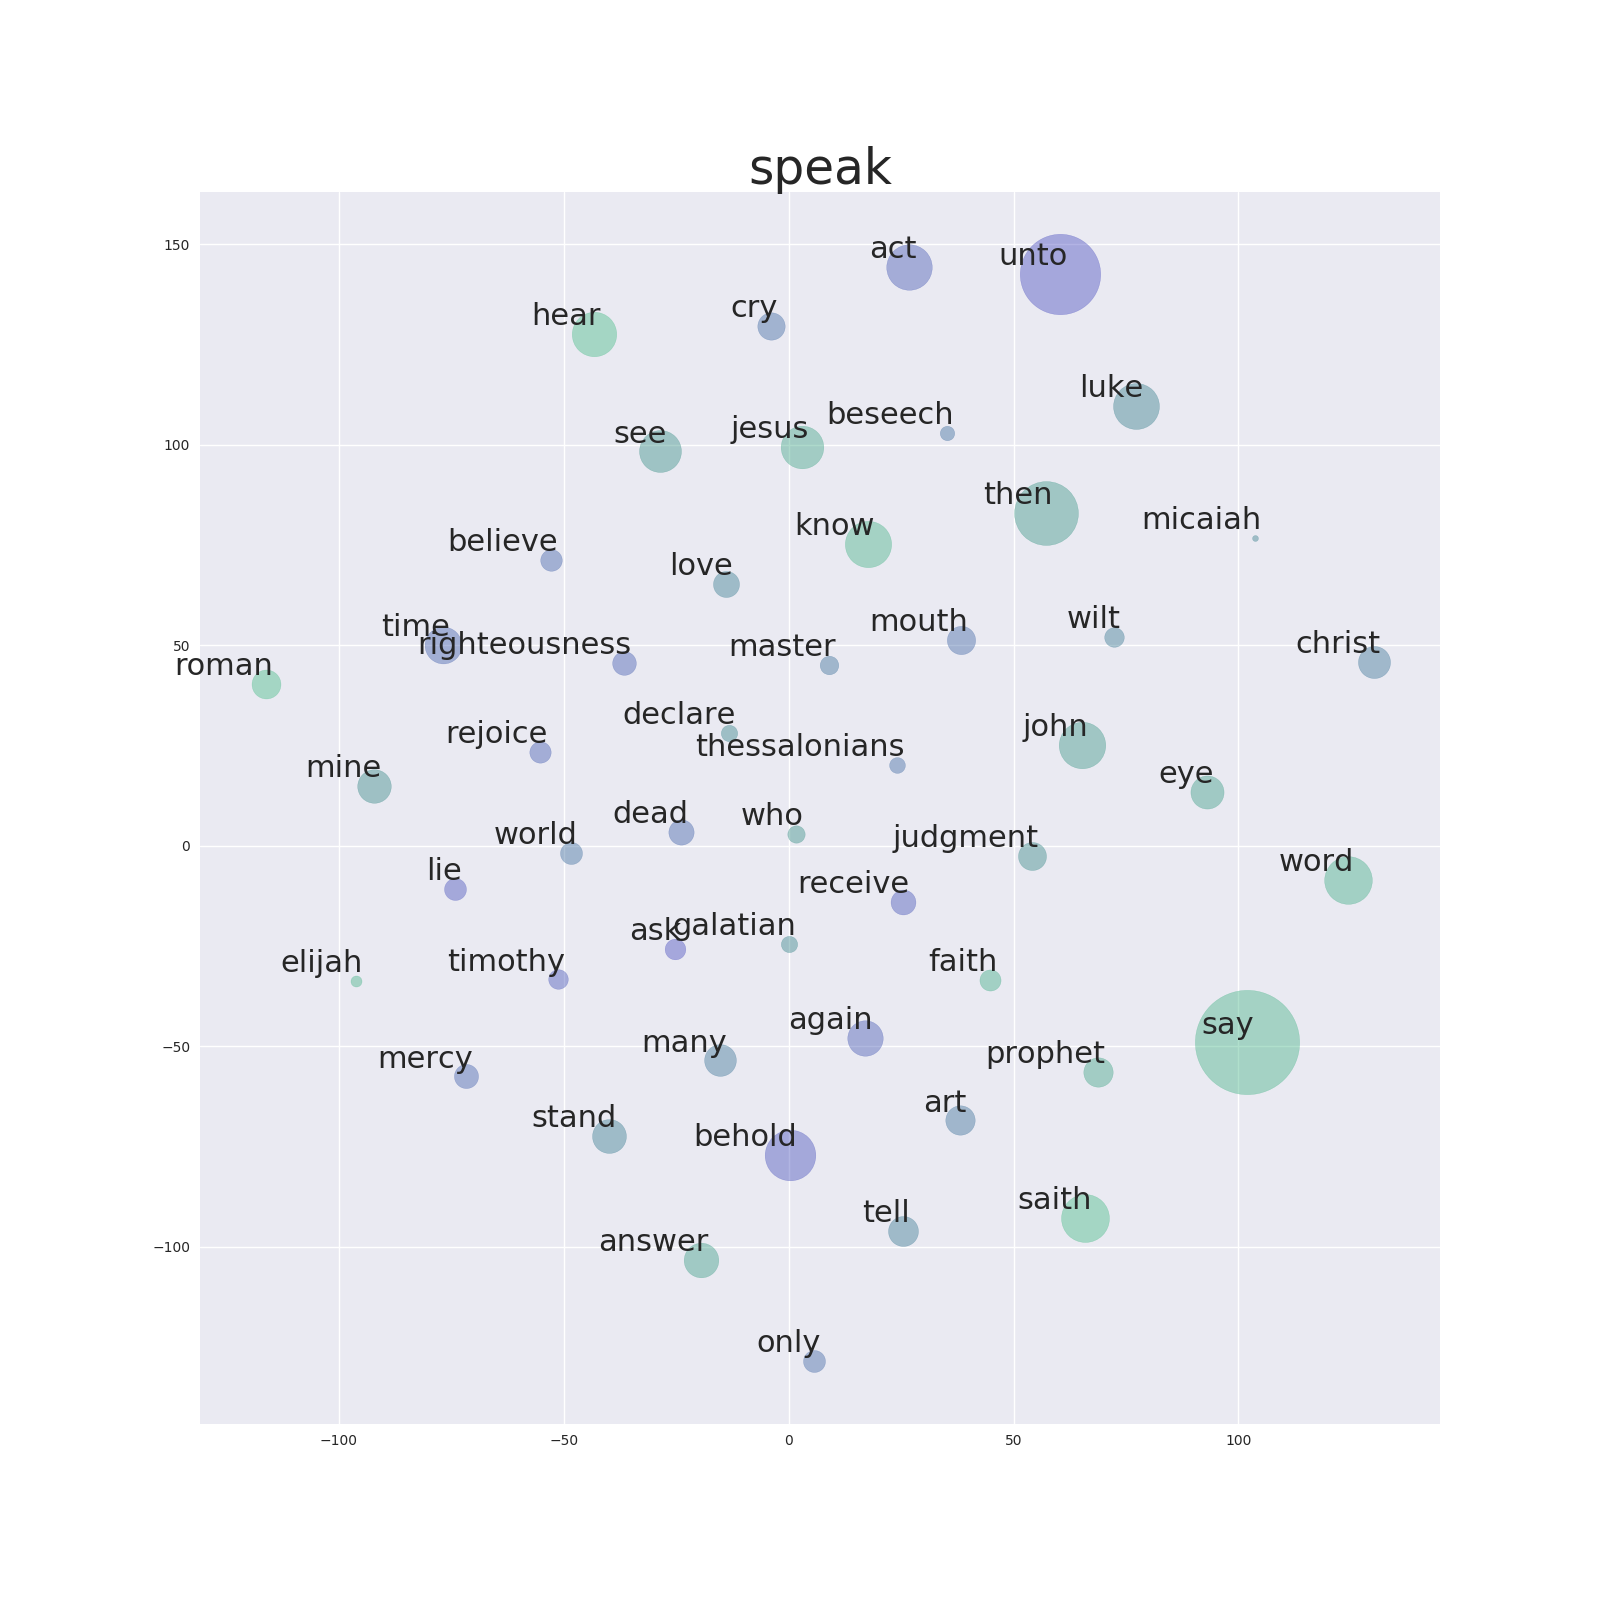 speak
150
act
unto
hear
cry
luke
beseech
jesus
see
100
then
know
micaiah
believe
love
time
wilt
mouth
righteousness
50
master
christ
roman
declare
john
rejoice
thessalonians
mine
eye
dead
who
world
judgment
0
word
lie
receive
galatian
ask
elijah
timothy
faith
again
say
many
−50
prophet
mercy
art
stand
behold
saith
tell
answer
−100
only
−100
−50
0
50
100